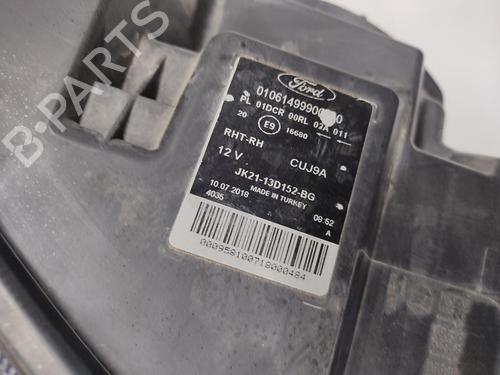 B-PARTS
Ford
PL 01DCR 00RL 02A 011
20 E9 16680
RHT-RH CUJ9A
12 V
JK21-13D152-BG
10.07.2018 MADE IN TURKEY 08:52
4035 A
000958100718000484